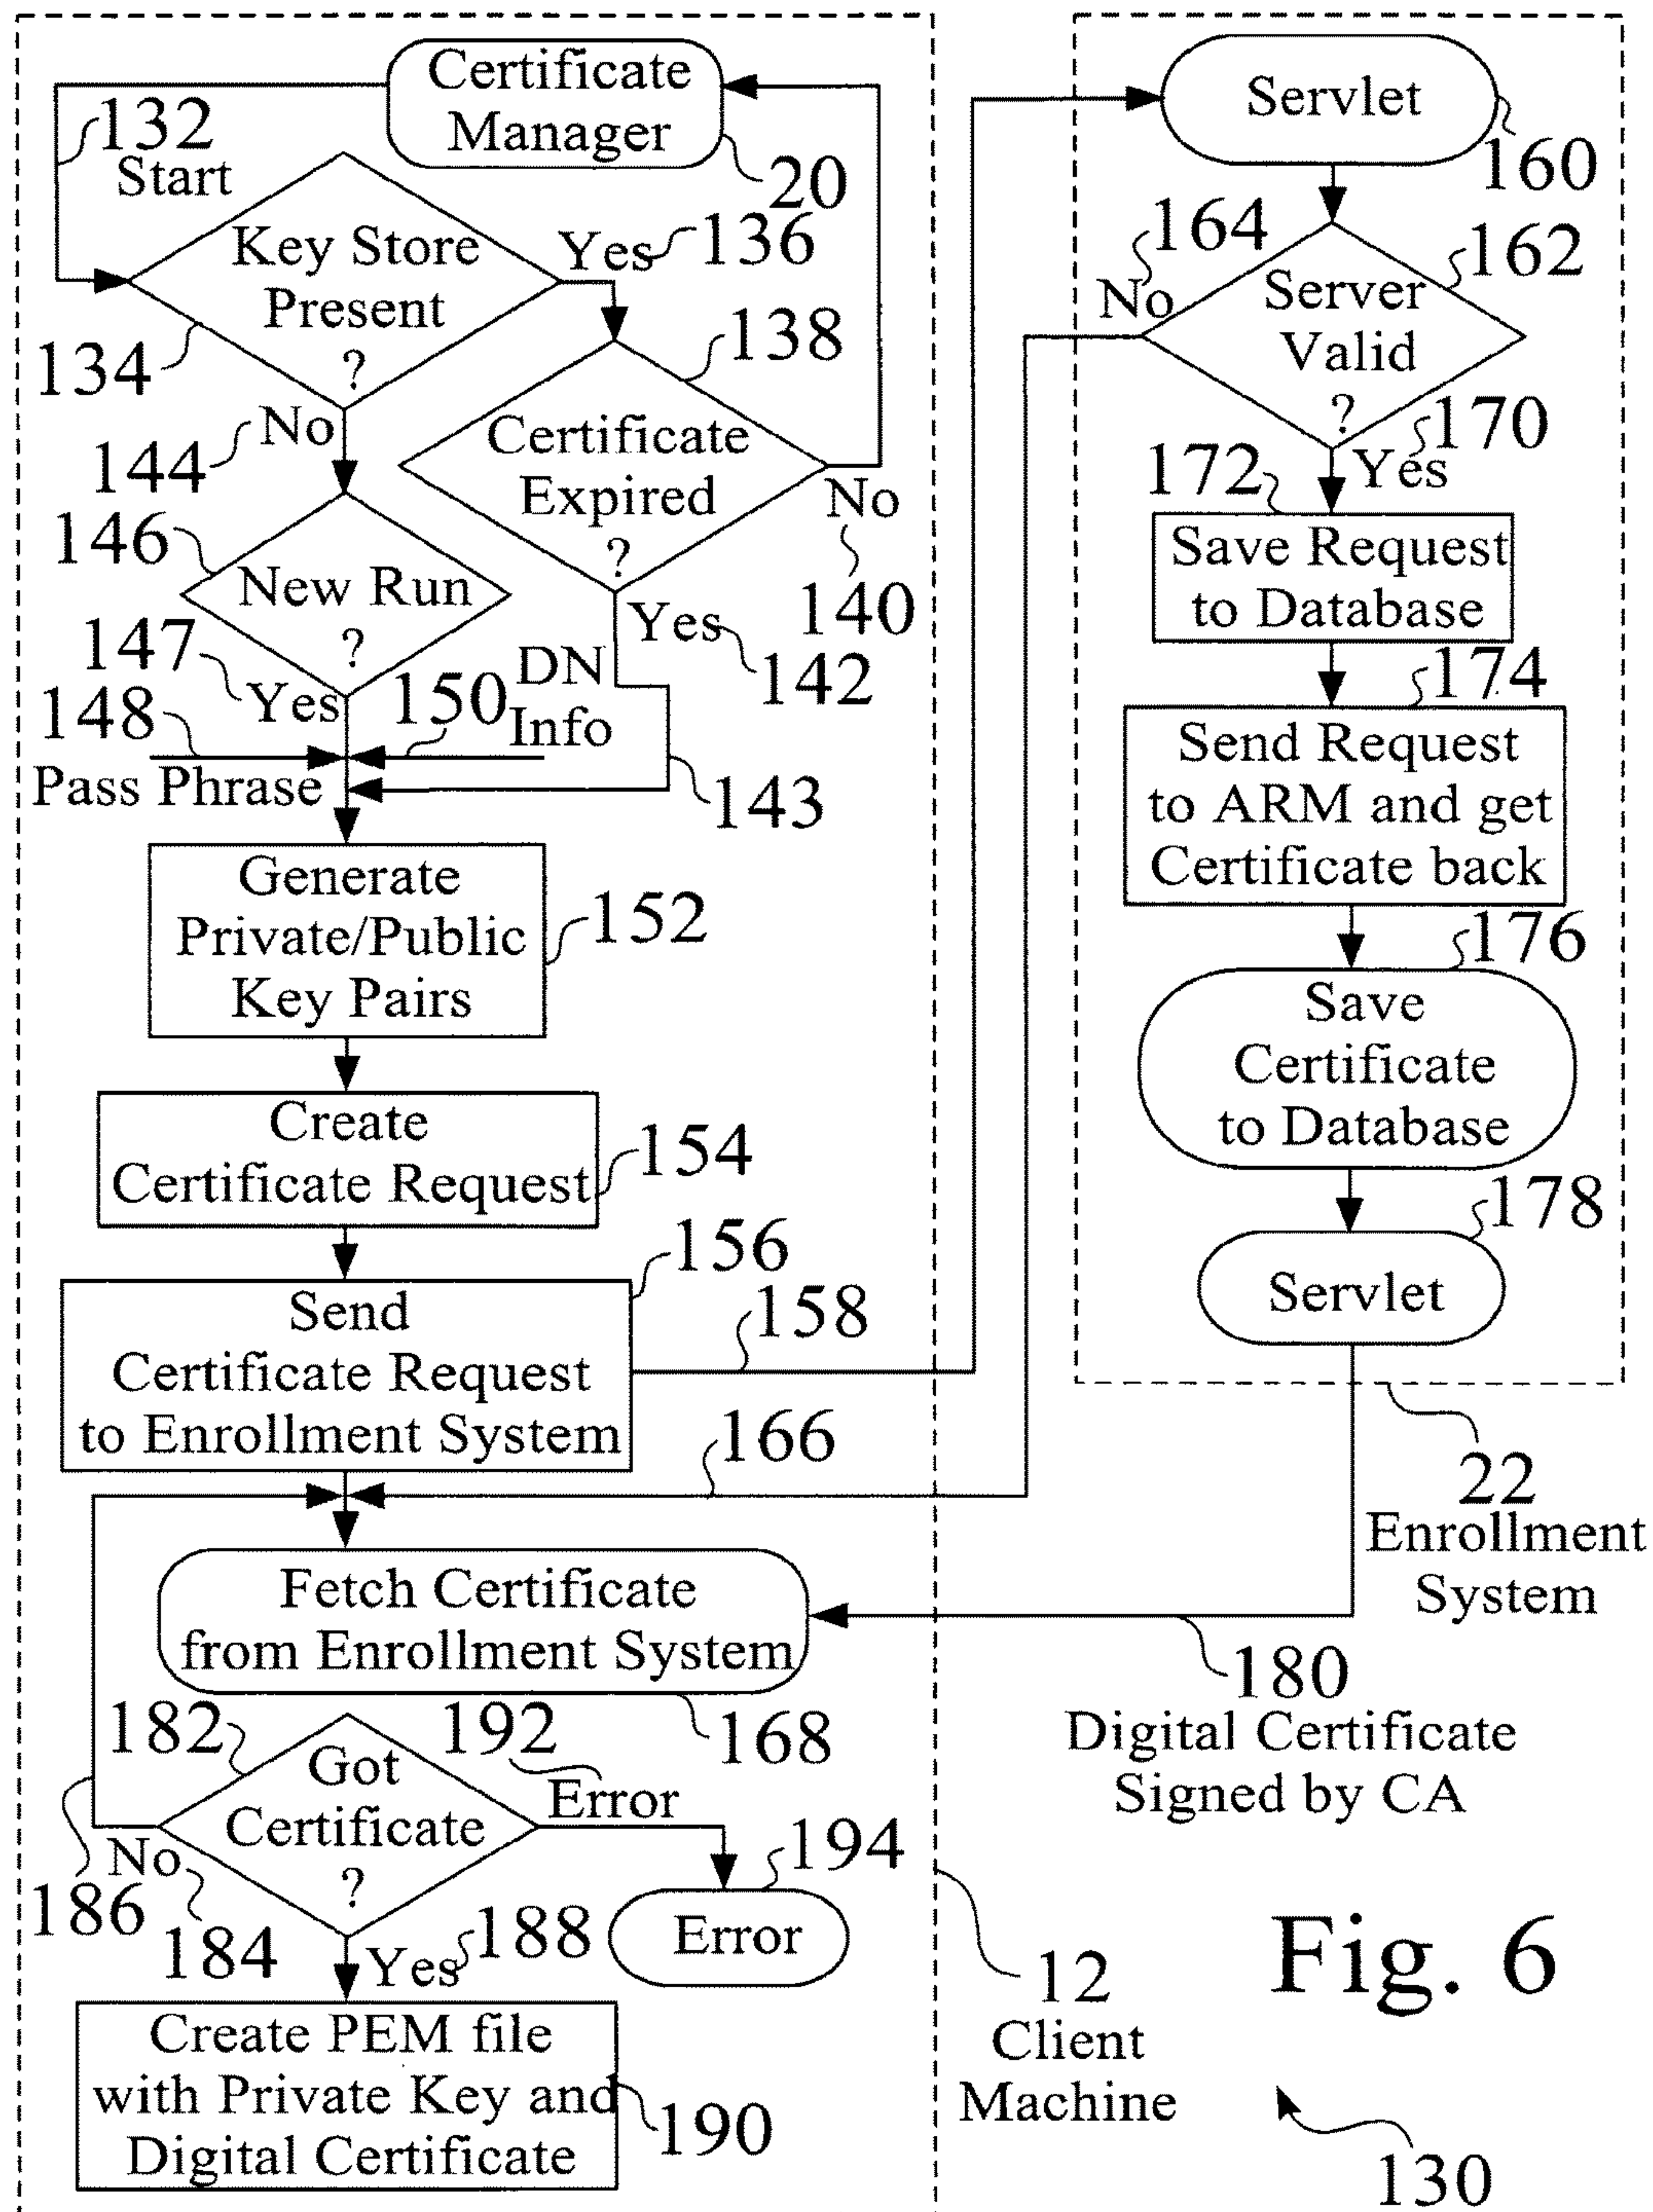 Certificate
Manager
20
132
Start
Key Store
Present
?
134
Yes
136
138
Certificate
Expired
?
No
140
Yes
142
143
No
144
146
New Run
?
147
Yes
148
Pass Phrase
150
DN
Info
Generate
Private/Public
Key Pairs
152
Create
Certificate Request
154
Send
Certificate Request
to Enrollment System
156
158
166
Fetch Certificate
from Enrollment System
168
182
Got
Certificate
?
No
184
186
192
Error
194
Error
Yes
188
Create PEM file
with Private Key and
Digital Certificate
190
12
Client
Machine
Servlet
160
162
Server
Valid
?
164
No
170
Yes
172
Save Request
to Database
174
Send Request
to ARM and get
Certificate back
176
Save
Certificate
to Database
178
Servlet
22
Enrollment
System
180
Digital Certificate
Signed by CA
Fig. 6
130